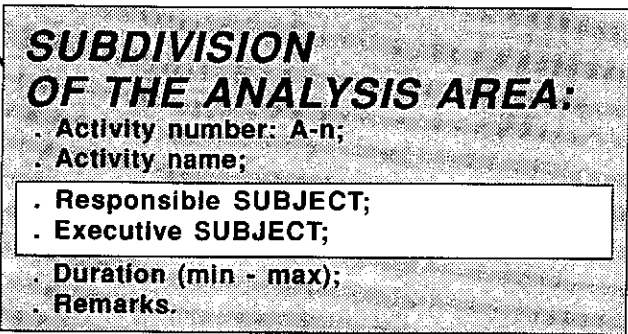 SUBDIVISION
OF THE ANALYSIS AREA:
. Activity number: A-n;
. Activity name;
. Responsible SUBJECT;
. Executive SUBJECT;
. Duration (min - max);
. Remarks.